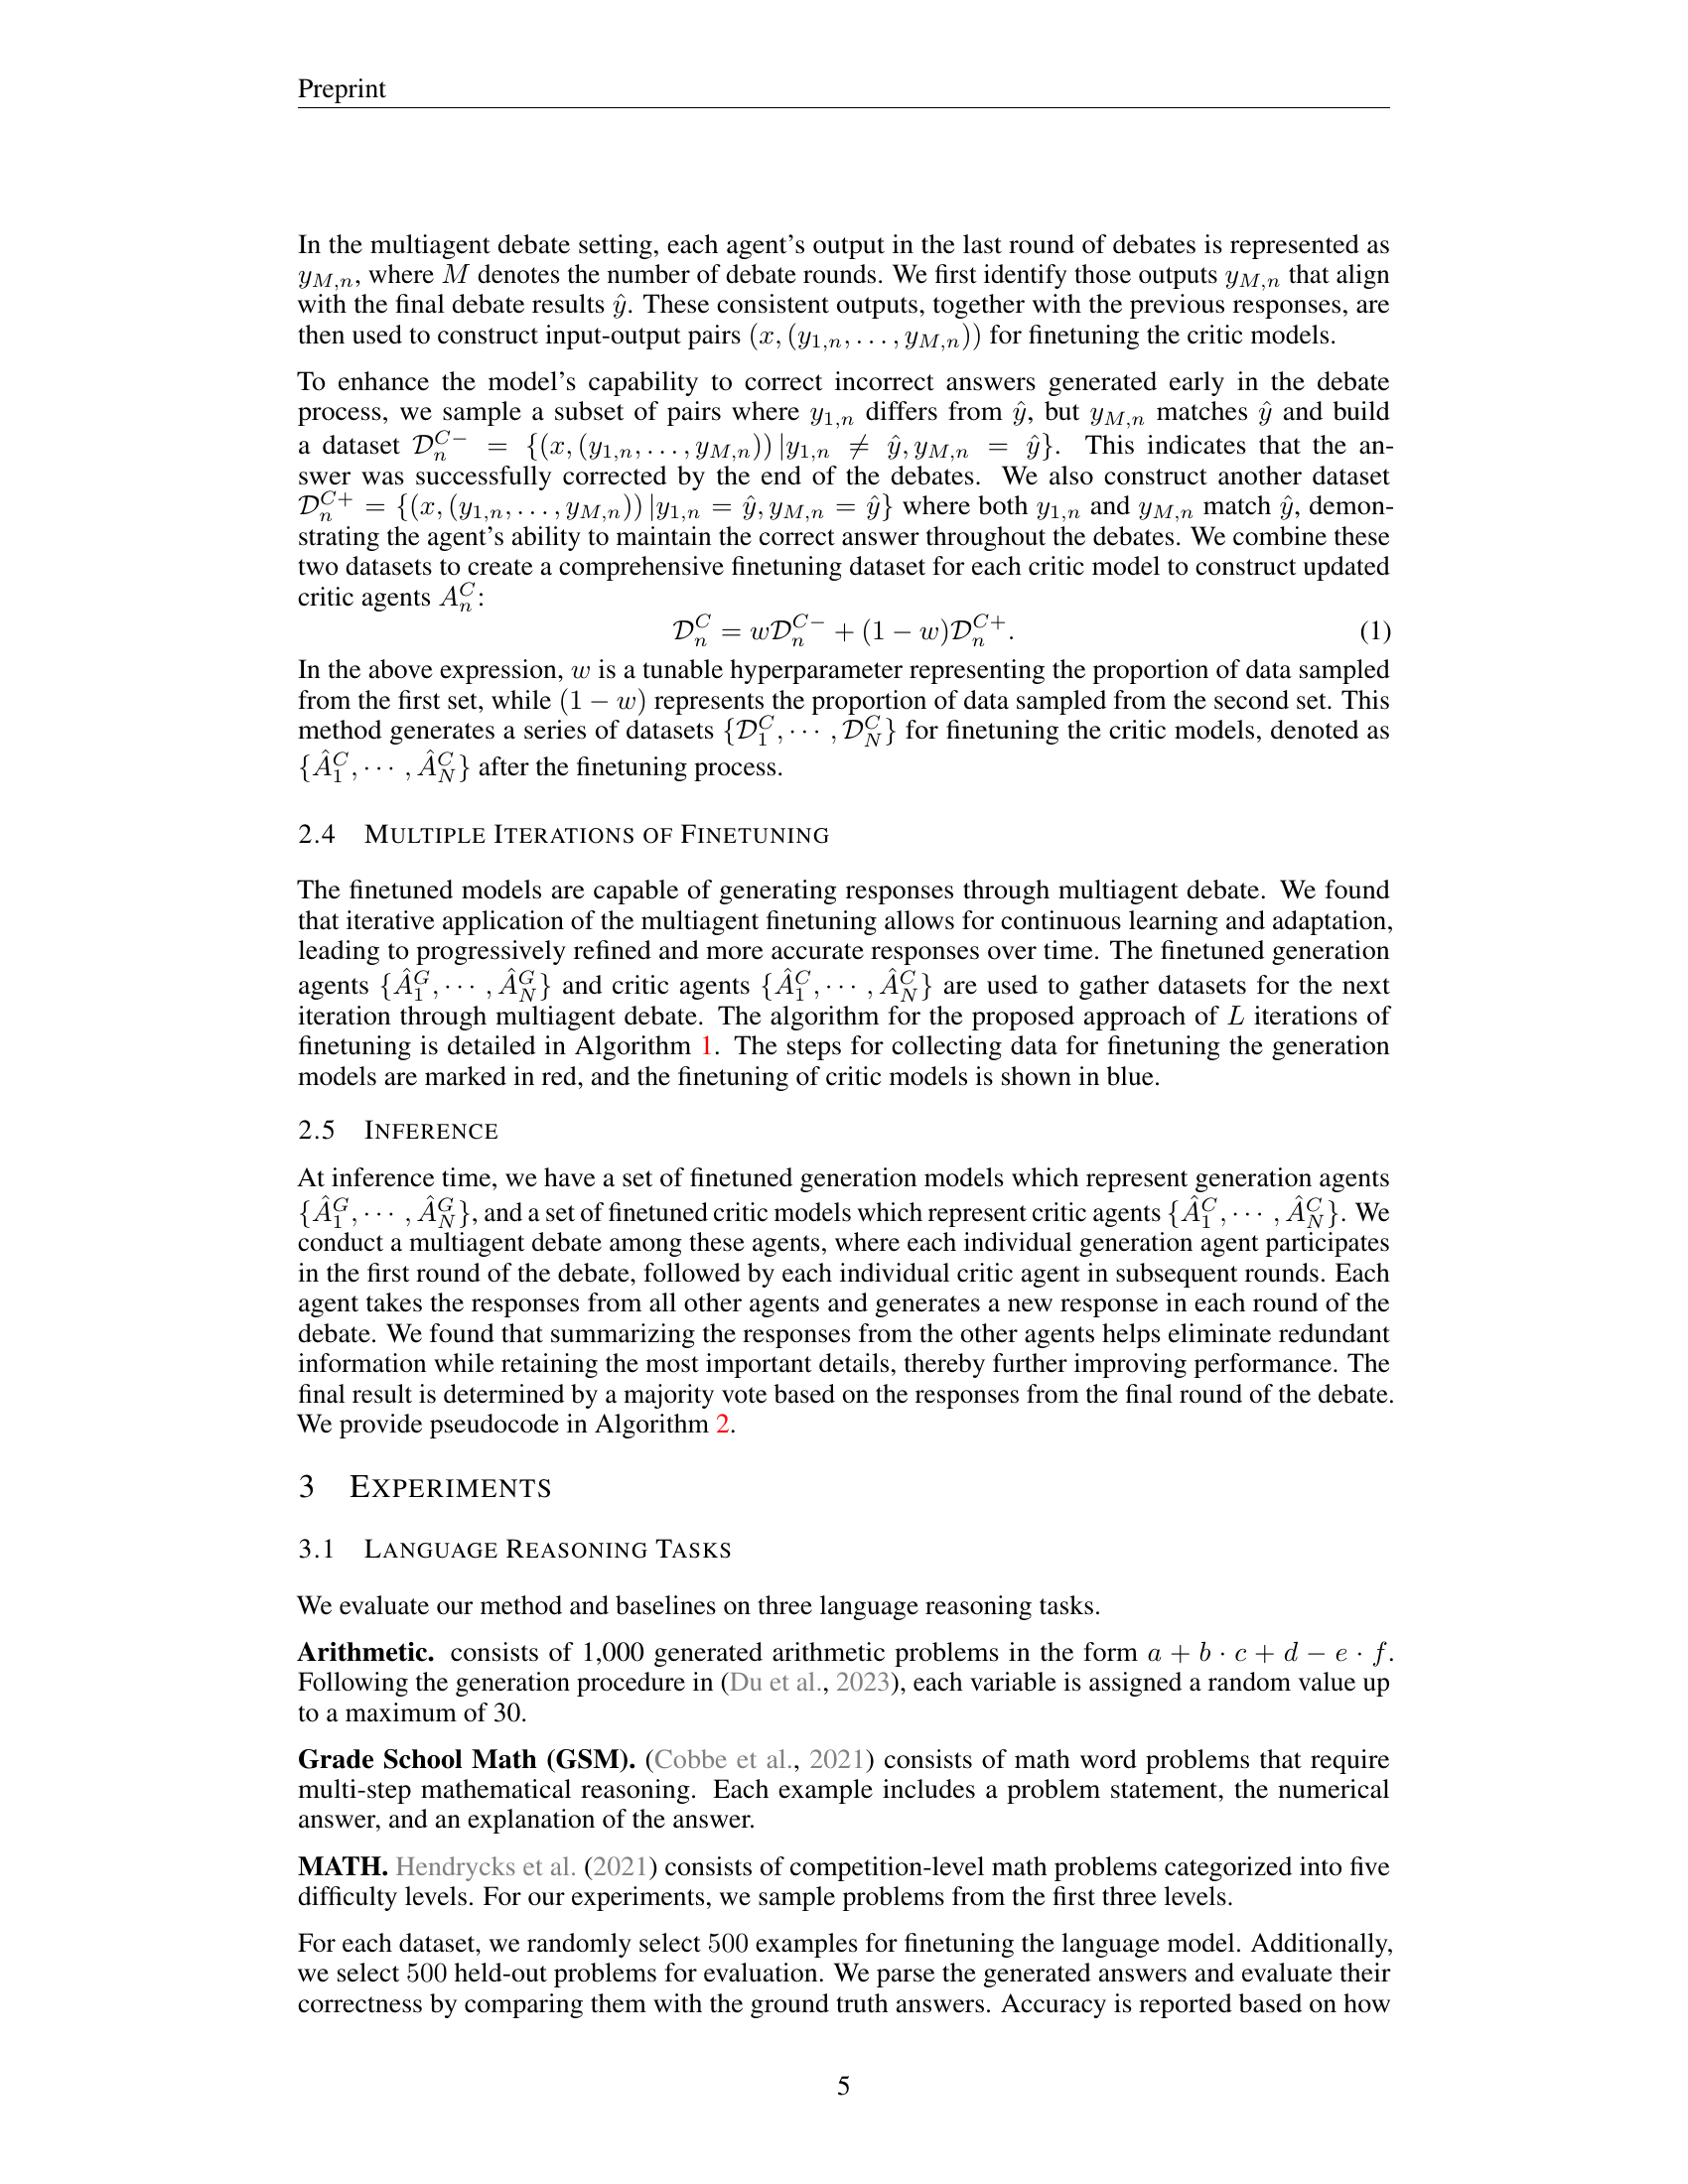 Preprint
In the multiagent debate setting, each agent's output in the last round of debates is represented as
$y_{M,n}$, where $M$ denotes the number of debate rounds. We first identify those outputs $y_{M,n}$ that align
with the final debate results $\hat{y}$. These consistent outputs, together with the previous responses, are
then used to construct input-output pairs $(x, (y_{1,n}, \ldots, y_{M,n}))$ for finetuning the critic models.
To enhance the model's capability to correct incorrect answers generated early in the debate
process, we sample a subset of pairs where $y_{1,n}$ differs from $\hat{y}$, but $y_{M,n}$ matches $\hat{y}$ and build
a dataset $\mathcal{D}_n^{C-} = \{(x, (y_{1,n}, \ldots, y_{M,n})) | y_{1,n} \neq \hat{y}, y_{M,n} = \hat{y}\}$. This indicates that the an-
swer was successfully corrected by the end of the debates. We also construct another dataset
$\mathcal{D}_n^{C+} = \{(x, (y_{1,n}, \ldots, y_{M,n})) | y_{1,n} = \hat{y}, y_{M,n} = \hat{y}\}$ where both $y_{1,n}$ and $y_{M,n}$ match $\hat{y}$, demon-
strating the agent's ability to maintain the correct answer throughout the debates. We combine these
two datasets to create a comprehensive finetuning dataset for each critic model to construct updated
critic agents $A_n^C$:
$\mathcal{D}_n^C = w\mathcal{D}_n^{C-} + (1 - w)\mathcal{D}_n^{C+}.$ (1)
In the above expression, $w$ is a tunable hyperparameter representing the proportion of data sampled
from the first set, while $(1 - w)$ represents the proportion of data sampled from the second set. This
method generates a series of datasets $\{\mathcal{D}_1^C, \cdots, \mathcal{D}_N^C\}$ for finetuning the critic models, denoted as
$\{\hat{A}_1^C, \cdots, \hat{A}_N^C\}$ after the finetuning process.
2.4 MULTIPLE ITERATIONS OF FINETUNING
The finetuned models are capable of generating responses through multiagent debate. We found
that iterative application of the multiagent finetuning allows for continuous learning and adaptation,
leading to progressively refined and more accurate responses over time. The finetuned generation
agents $\{\hat{A}_1^G, \cdots, \hat{A}_N^G\}$ and critic agents $\{\hat{A}_1^C, \cdots, \hat{A}_N^C\}$ are used to gather datasets for the next
iteration through multiagent debate. The algorithm for the proposed approach of $L$ iterations of
finetuning is detailed in Algorithm 1. The steps for collecting data for finetuning the generation
models are marked in red, and the finetuning of critic models is shown in blue.
2.5 INFERENCE
At inference time, we have a set of finetuned generation models which represent generation agents
$\{\hat{A}_1^G, \cdots, \hat{A}_N^G\}$, and a set of finetuned critic models which represent critic agents $\{\hat{A}_1^C, \cdots, \hat{A}_N^C\}$. We
conduct a multiagent debate among these agents, where each individual generation agent participates
in the first round of the debate, followed by each individual critic agent in subsequent rounds. Each
agent takes the responses from all other agents and generates a new response in each round of the
debate. We found that summarizing the responses from the other agents helps eliminate redundant
information while retaining the most important details, thereby further improving performance. The
final result is determined by a majority vote based on the responses from the final round of the debate.
We provide pseudocode in Algorithm 2.
3 EXPERIMENTS
3.1 LANGUAGE REASONING TASKS
We evaluate our method and baselines on three language reasoning tasks.
Arithmetic. consists of 1,000 generated arithmetic problems in the form $a + b \cdot c + d - e \cdot f$.
Following the generation procedure in (Du et al., 2023), each variable is assigned a random value up
to a maximum of 30.
Grade School Math (GSM). (Cobbe et al., 2021) consists of math word problems that require
multi-step mathematical reasoning. Each example includes a problem statement, the numerical
answer, and an explanation of the answer.
MATH. Hendrycks et al. (2021) consists of competition-level math problems categorized into five
difficulty levels. For our experiments, we sample problems from the first three levels.
For each dataset, we randomly select 500 examples for finetuning the language model. Additionally,
we select 500 held-out problems for evaluation. We parse the generated answers and evaluate their
correctness by comparing them with the ground truth answers. Accuracy is reported based on how
5